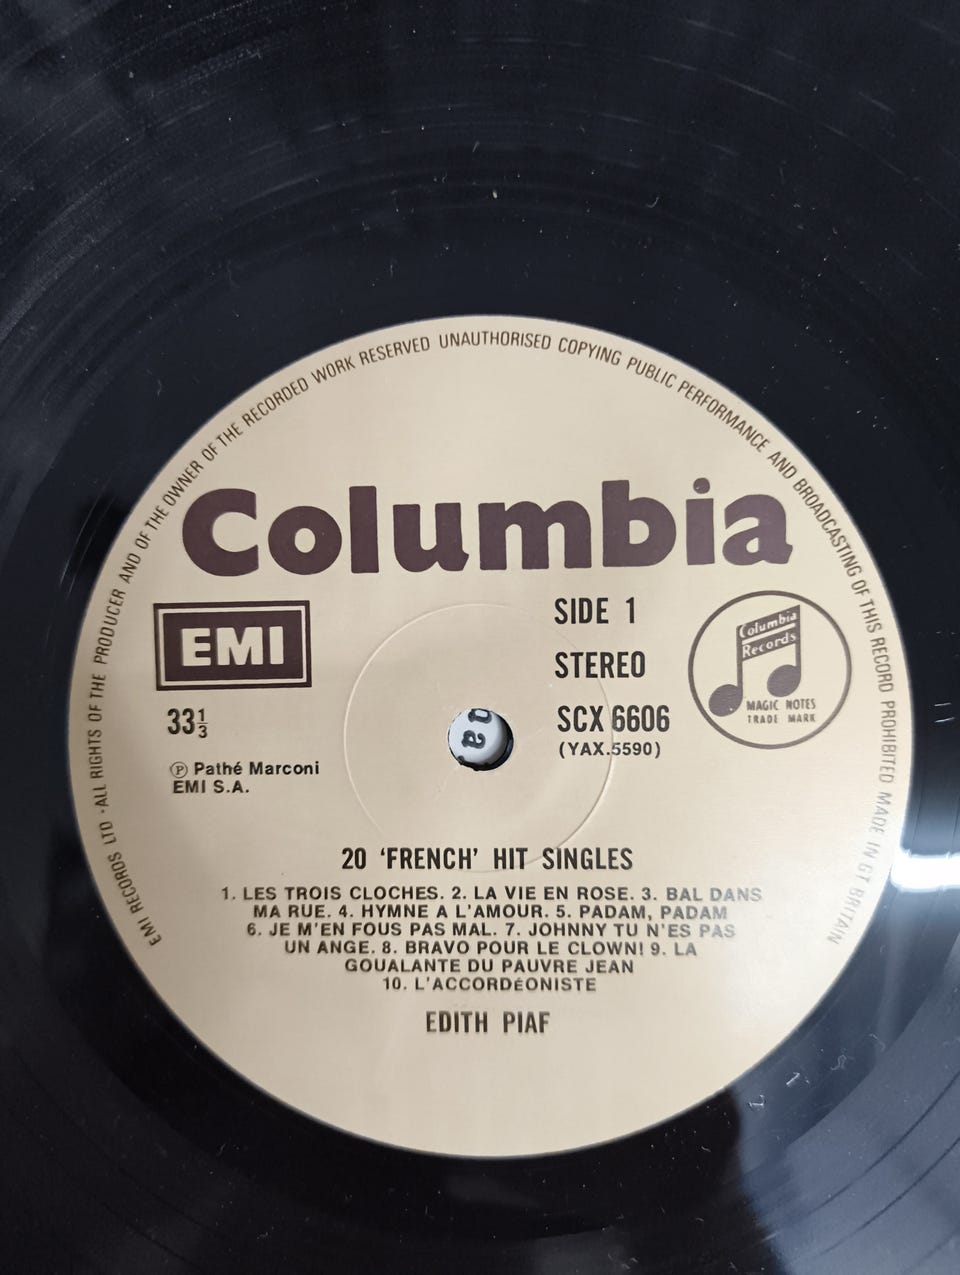 EMI RECORDS LTD · ALL RIGHTS OF THE PRODUCER AND OF THE OWNER OF THE RECORDED WORK RESERVED UNAUTHORISED COPYING PUBLIC PERFORMANCE AND BROADCASTING OF THIS RECORD PROHIBITED MADE IN GT BRITAIN
Columbia
EMI
SIDE 1
STEREO
SCX 6606
(YAX.5590)
Columbia
Records
MAGIC NOTES
TRADE MARK
33⅓
Ⓟ Pathé Marconi
EMI S.A.
20 ‘FRENCH’ HIT SINGLES
1. LES TROIS CLOCHES. 2. LA VIE EN ROSE. 3. BAL DANS
MA RUE. 4. HYMNE A L’AMOUR. 5. PADAM, PADAM
6. JE M’EN FOUS PAS MAL. 7. JOHNNY TU N’ES PAS
UN ANGE. 8. BRAVO POUR LE CLOWN! 9. LA
GOUALANTE DU PAUVRE JEAN
10. L’ACCORDÉONISTE
EDITH PIAF